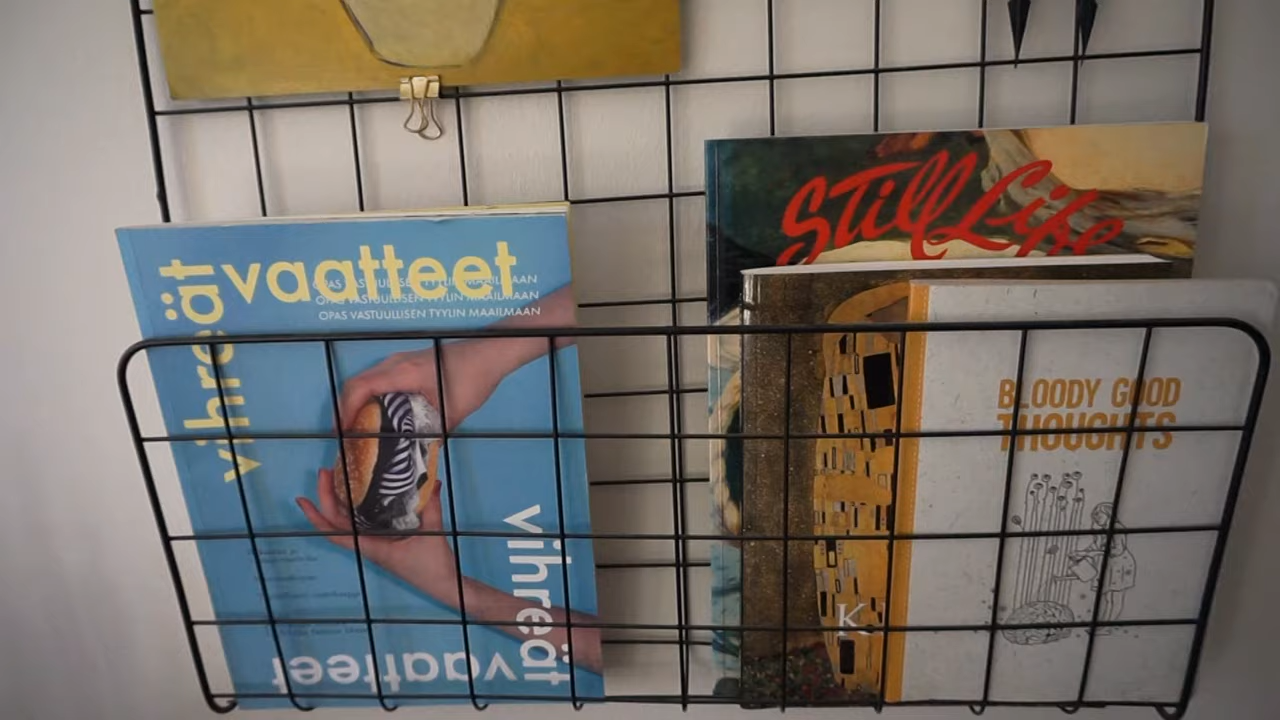 vihreät vaatteet
OPAS VASTUULLISEN TYYLIN MAAILMAAN
OPAS VASTUULLISEN TYYLIN MAAILMAAN
OPAS VASTUULLISEN TYYLIN MAAILMAAN
vihreät
vaatteet
Still Life
BLOODY GOOD
THOUGHTS
K